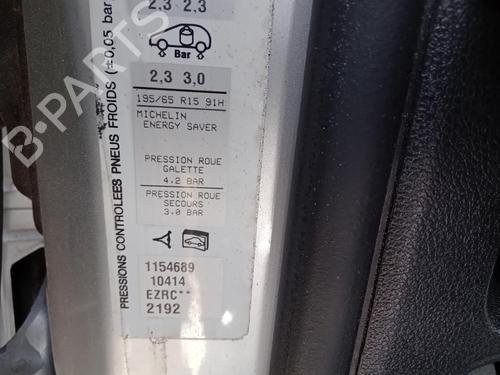 2,3 2,3
Bar
2,3 3,0
195/65 R15 91H
MICHELIN
ENERGY SAVER
PRESSION ROUE
GALETTE
4.2 BAR
PRESSION ROUE
SECOURS
3.0 BAR
1154689
10414
EZRC**
2192
PRESSIONS CONTROLEES PNEUS FROIDS (±0,05 bar
B-PARTS